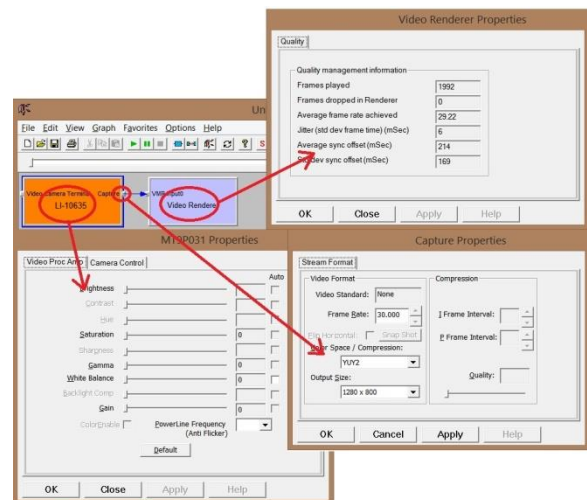 Video Renderer Properties
Quality
Quality management information
Frames played 1992
Frames dropped in Renderer 0
Average frame rate achieved 29.22
Jitter (std dev frame time) (mSec) 6
Average sync offset (mSec) 214
dev sync offset (mSec) 169
OK Close Apply Help
File Edit View Graph Favorites Options Help
Video Camera Capture
VMR Input0
LI-10635
Video Rendere
MT9P031 Properties
Video Proc Amp Camera Control
Auto
Brightness
Contrast
Hue
Saturation 0
Sharpness
Gamma 0
White Balance 0
Backlight Comp
Gain 0
ColorEnable PowerLine Frequency
(Anti Flicker)
Default
OK Close Apply Help
Capture Properties
Stream Format
Video Format
Video Standard: None
Frame Rate: 30.000
Flip Horizontal: Snap Shot
Color Space / Compression:
YUY2
Output Size:
1280 x 800
Compression
I Frame Interval:
P Frame Interval:
Quality:
OK Cancel Apply Help